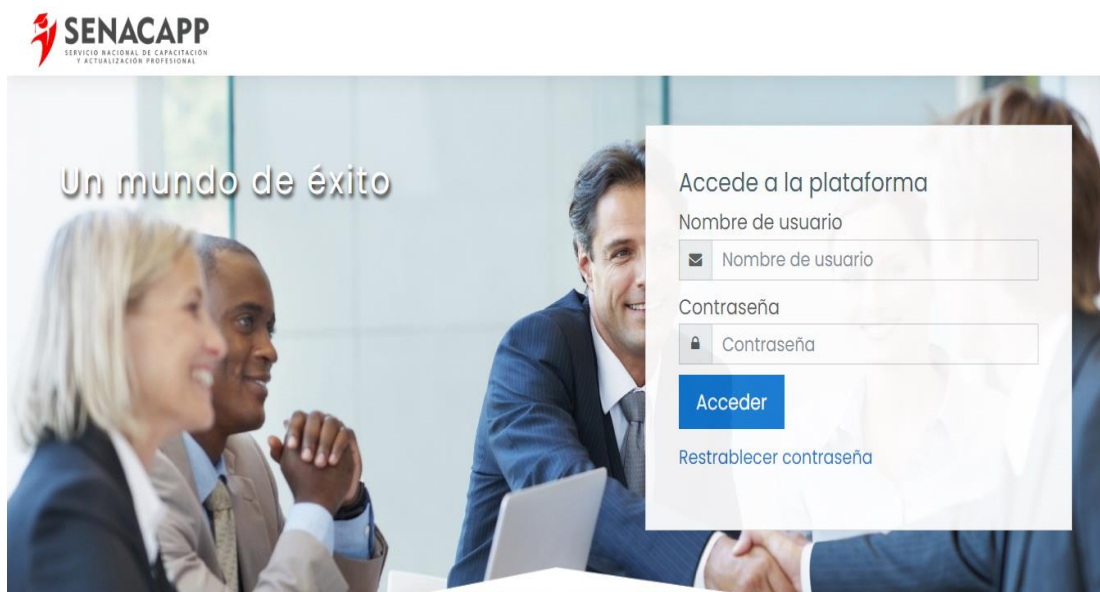 SENACAPP
SERVICIO NACIONAL DE CAPACITACIÓN
Y ACTUALIZACIÓN PROFESIONAL
Un mundo de éxito
Accede a la plataforma
Nombre de usuario
Nombre de usuario
Contraseña
Contraseña
Acceder
Restrablecer contraseña